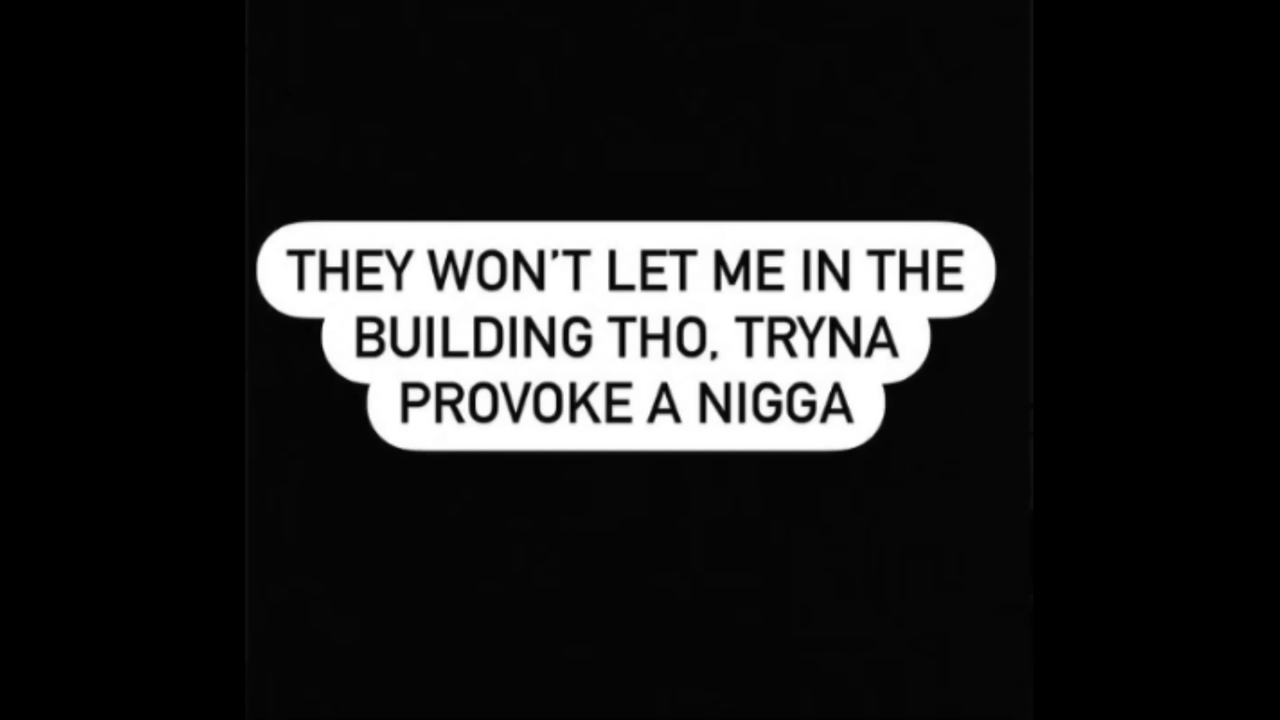 THEY WON'T LET ME IN THE
BUILDING THO, TRYNA
PROVOKE A NIGGA